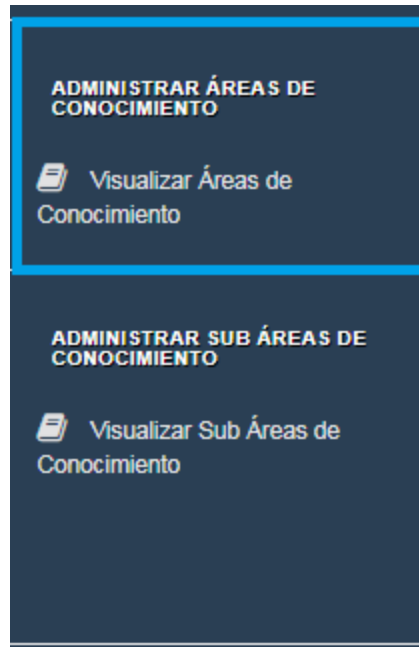 ADMINISTRAR ÁREAS DE
CONOCIMIENTO
Visualizar Áreas de
Conocimiento
ADMINISTRAR SUB ÁREAS DE
CONOCIMIENTO
Visualizar Sub Áreas de
Conocimiento